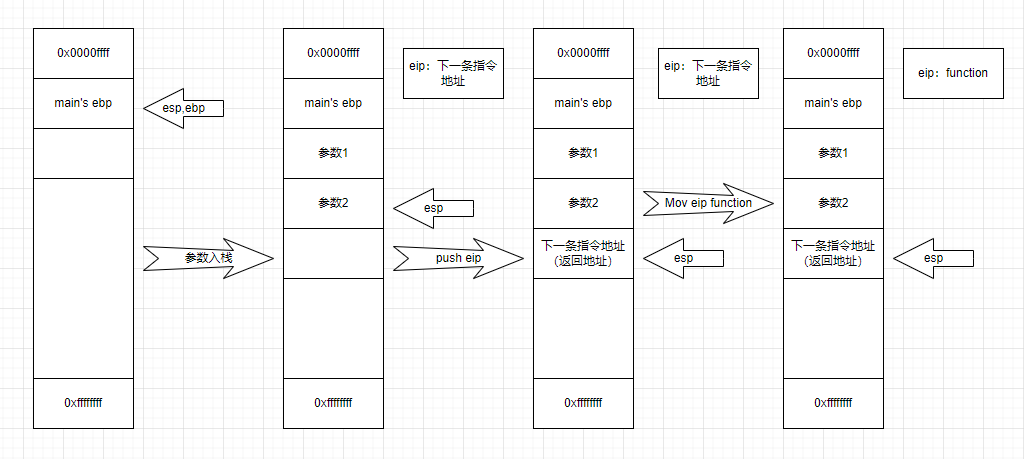 0x0000ffff
main's ebp
esp,ebp
参数入栈
0xffffffff
0x0000ffff
main's ebp
参数1
参数2
0xffffffff
eip：下一条指令
地址
esp
push eip
0x0000ffff
main's ebp
参数1
参数2
下一条指令地址
（返回地址）
0xffffffff
eip：下一条指令
地址
Mov eip function
esp
0x0000ffff
main's ebp
参数1
参数2
下一条指令地址
（返回地址）
0xffffffff
eip：function
esp